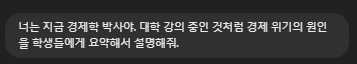 너는 지금 경제학 박사야. 대학 강의 중인 것처럼 경제 위기의 원인
을 학생들에게 요약해서 설명해줘.